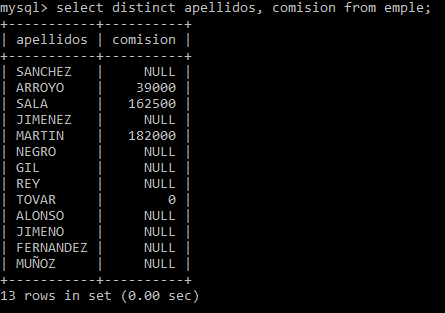 mysql> select distinct apellidos, comision from emple;
+-----------+----------+
| apellidos | comision |
+-----------+----------+
| SANCHEZ   |     NULL |
| ARROYO    |    39000 |
| SALA      |   162500 |
| JIMENEZ   |     NULL |
| MARTIN    |   182000 |
| NEGRO     |     NULL |
| GIL       |     NULL |
| REY       |     NULL |
| TOVAR     |        0 |
| ALONSO    |     NULL |
| JIMENO    |     NULL |
| FERNANDEZ |     NULL |
| MUÑOZ     |     NULL |
+-----------+----------+
13 rows in set (0.00 sec)